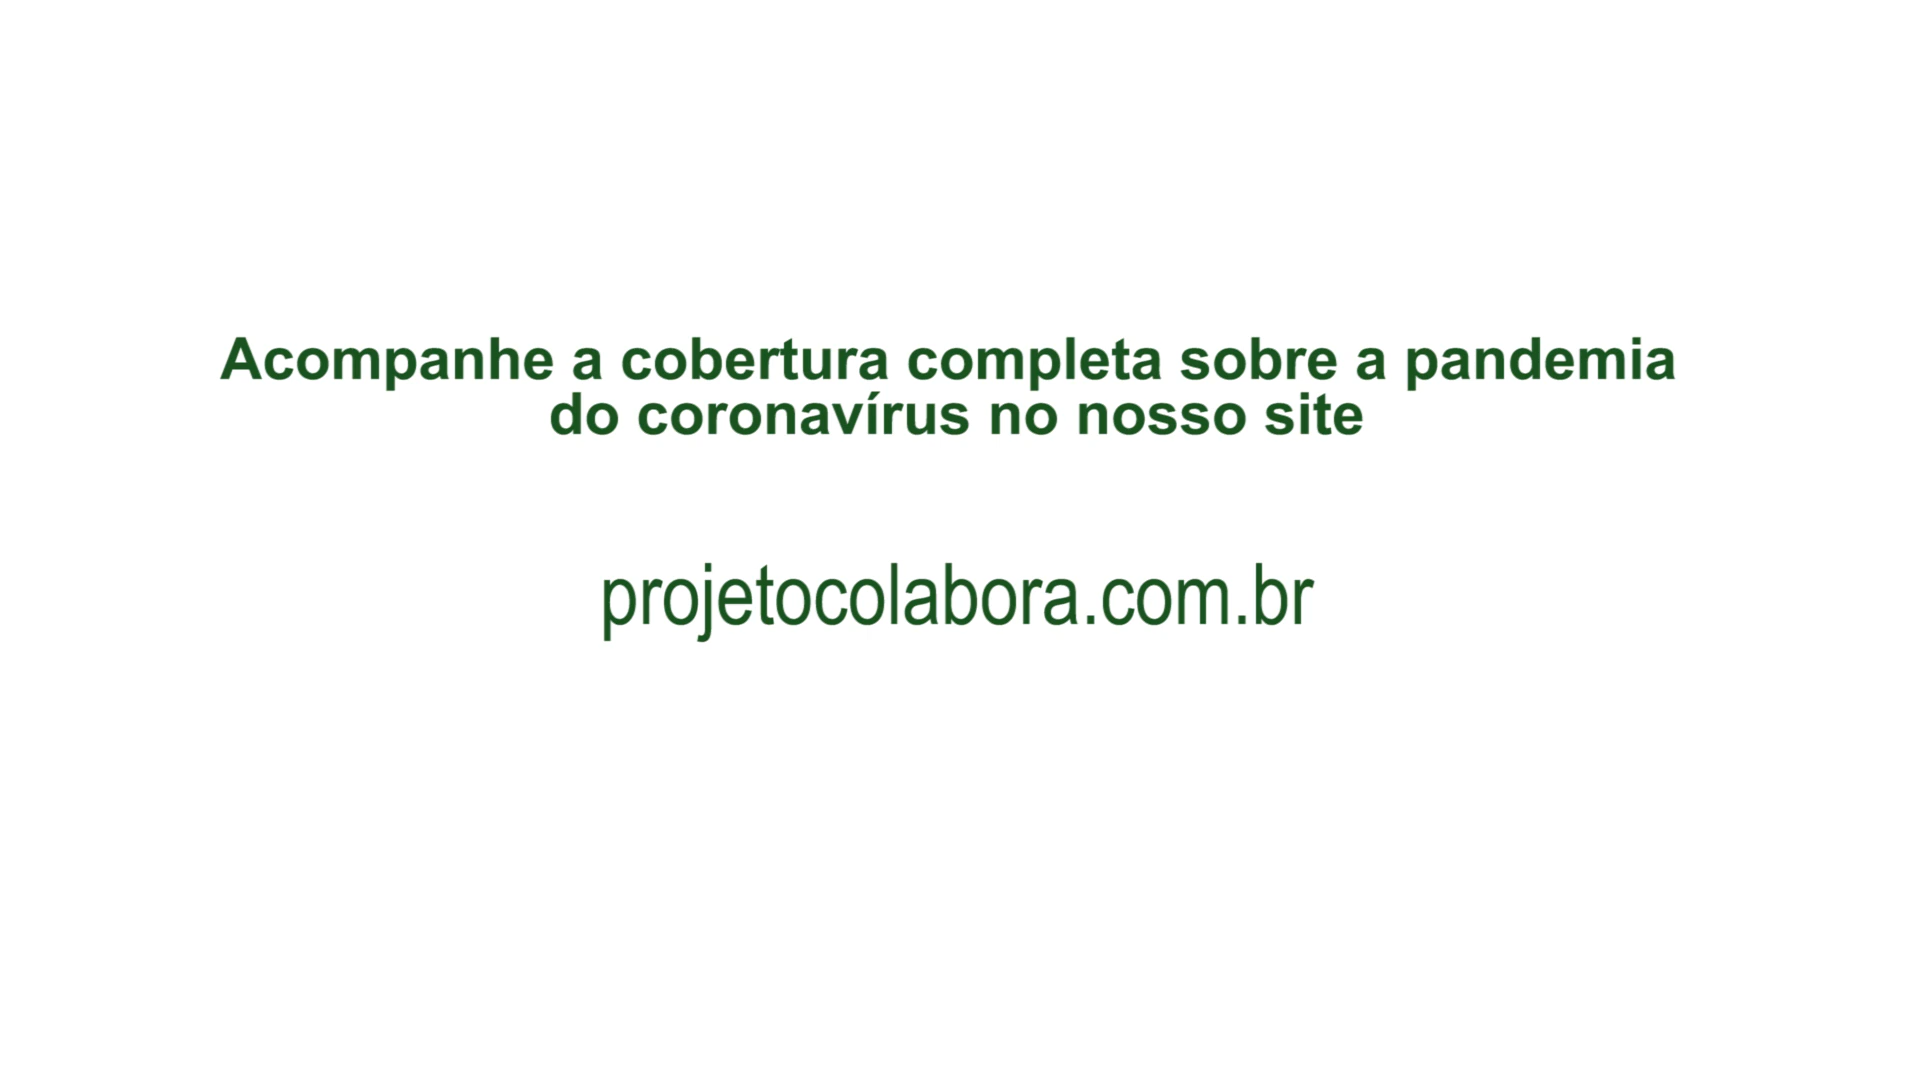 Acompanhe a cobertura completa sobre a pandemia
do coronavírus no nosso site
projetocolabora.com.br